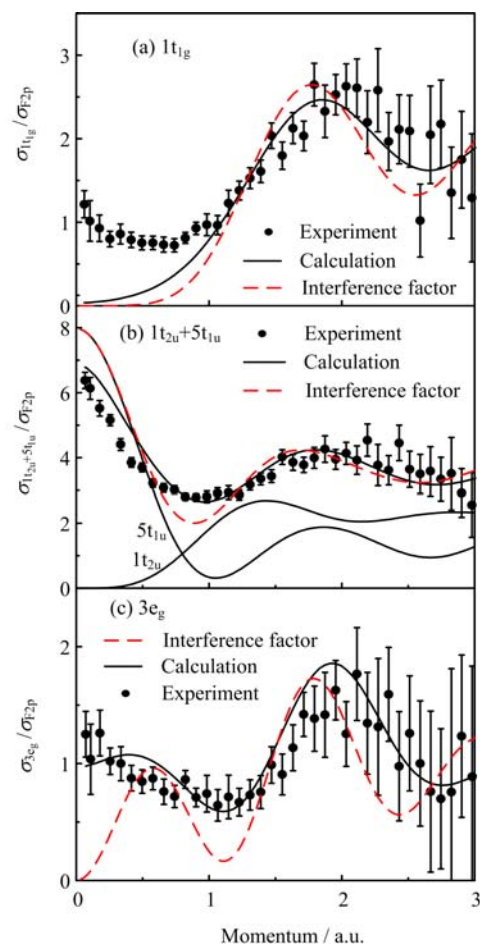 (a) 1t1g
3
2
1
0
σ1t1g/σF2p
Experiment
Calculation
Interference factor
(b) 1t2u+5t1u
8
6
4
2
0
σ1t2u+5t1u/σF2p
Experiment
Calculation
Interference factor
5t1u
1t2u
(c) 3eg
2
1
0
σ3eg/σF2p
Interference factor
Calculation
Experiment
0 1 2 3
Momentum / a.u.